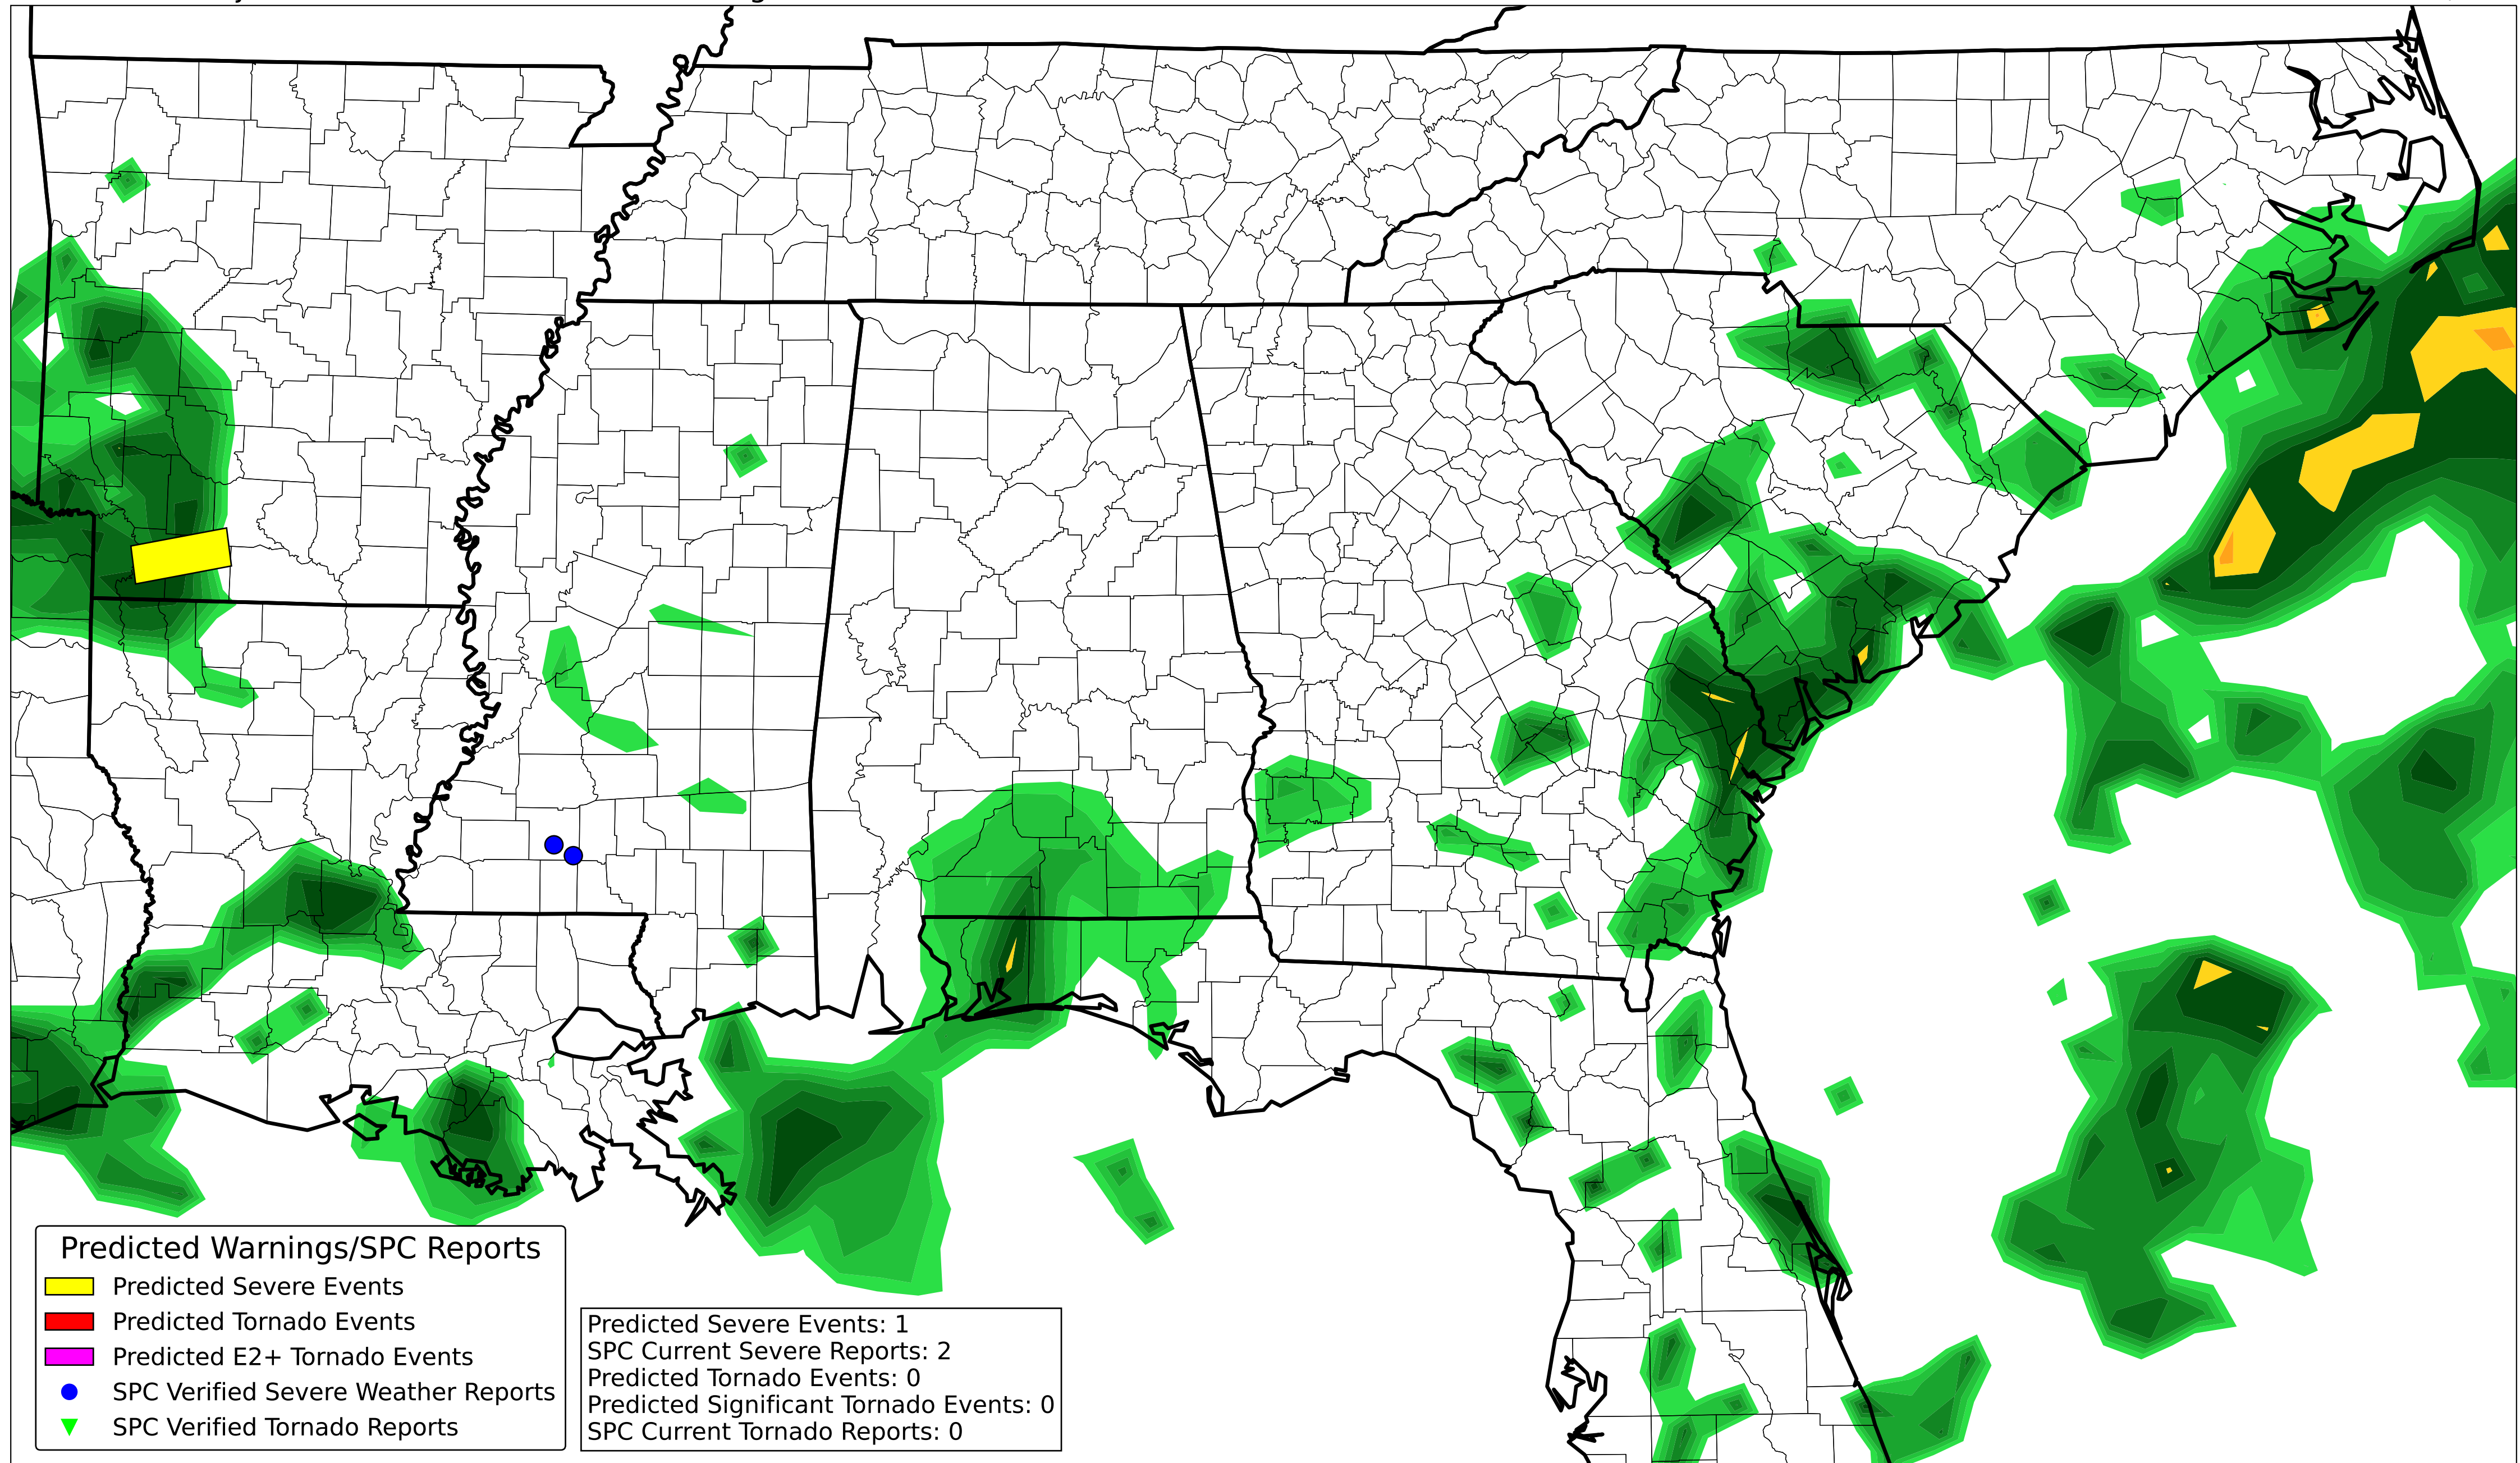 Predicted Warnings/SPC Reports
Predicted Severe Events
Predicted Tornado Events
Predicted E2+ Tornado Events
SPC Verified Severe Weather Reports
SPC Verified Tornado Reports
Predicted Severe Events: 1
SPC Current Severe Reports: 2
Predicted Tornado Events: 0
Predicted Significant Tornado Events: 0
SPC Current Tornado Reports: 0